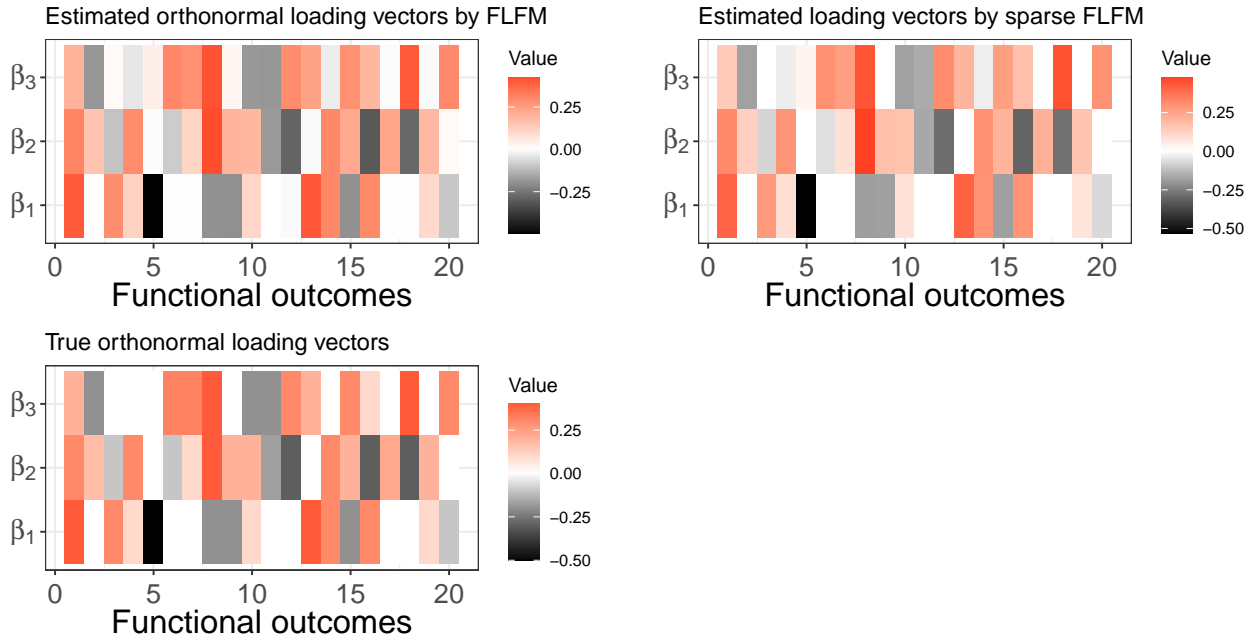 Estimated orthonormal loading vectors by FLFM
β3
β2
β1
0 5 10 15 20
Functional outcomes
Value
0.25
0.00
−0.25
Estimated loading vectors by sparse FLFM
β3
β2
β1
0 5 10 15 20
Functional outcomes
Value
0.25
0.00
−0.25
−0.50
True orthonormal loading vectors
β3
β2
β1
0 5 10 15 20
Functional outcomes
Value
0.25
0.00
−0.25
−0.50